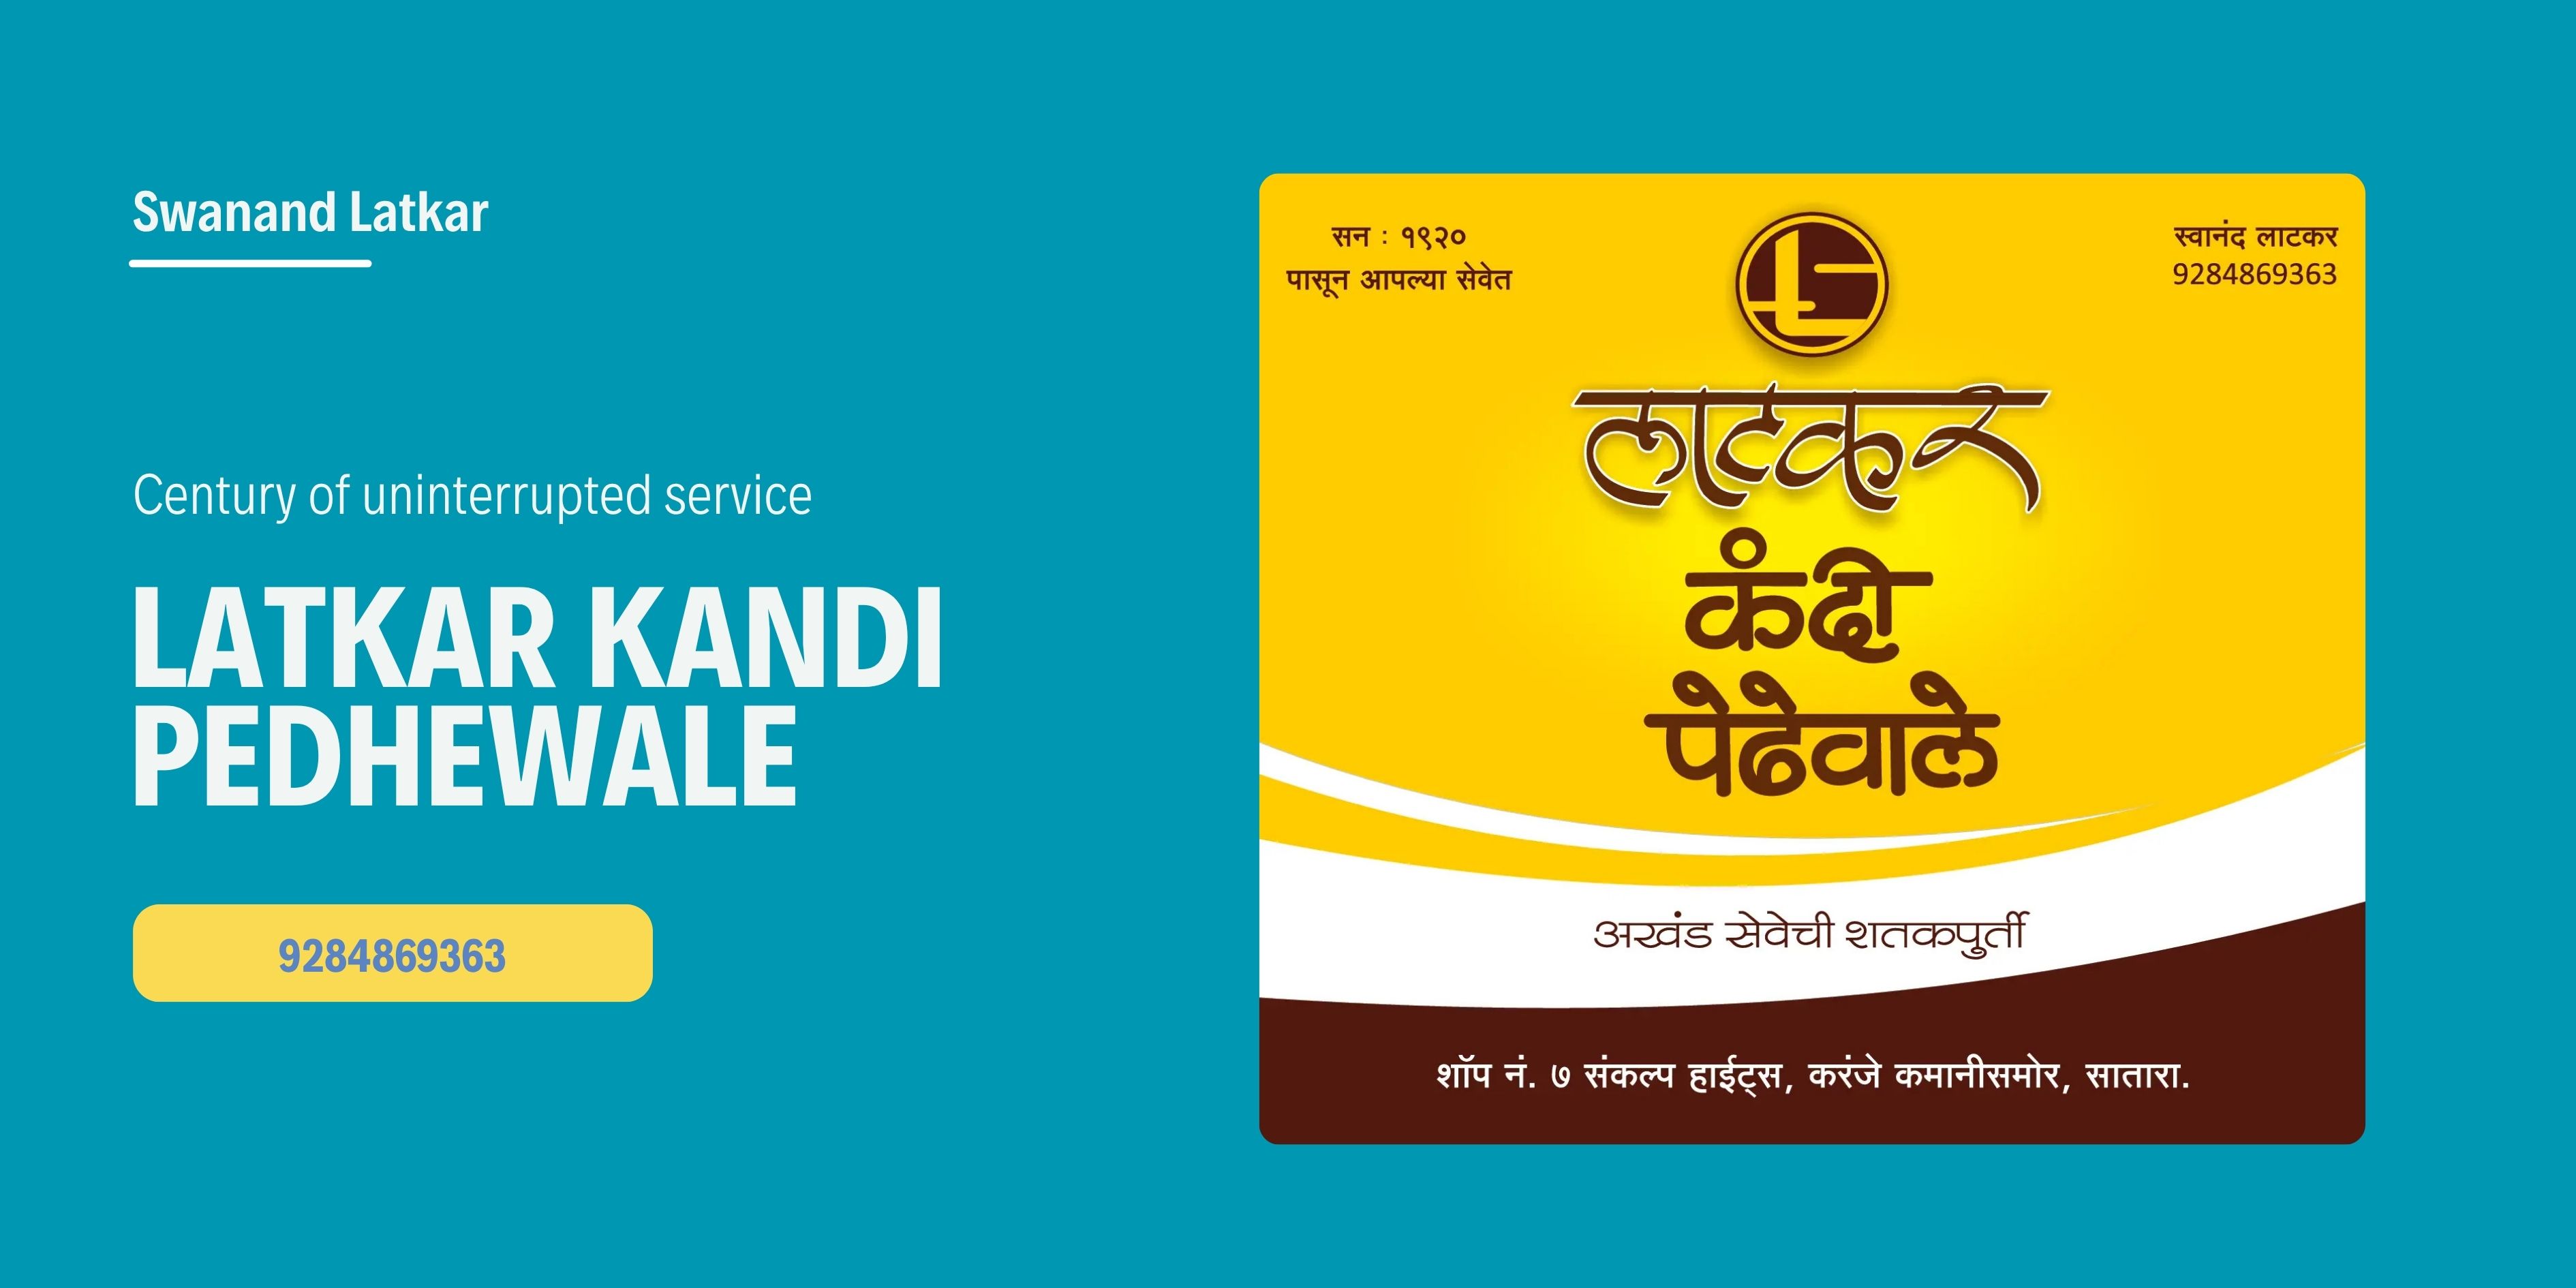 Swanand Latkar
Century of uninterrupted service
LATKAR KANDI
PEDHEWALE
9284869363
सन : १९२०
पासून आपल्या सेवेत
स्वानंद लाटकर
9284869363
लाटकर
कंदी
पेढेवाले
अखंड सेवेची शतकपुर्ती
शॉप नं. ७ संकल्प हाईट्स, करंजे कमानीसमोर, सातारा.